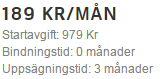 189 KR/MÅN
Startavgift: 979 Kr
Bindningstid: 0 månader
Uppsägningstid: 3 månader